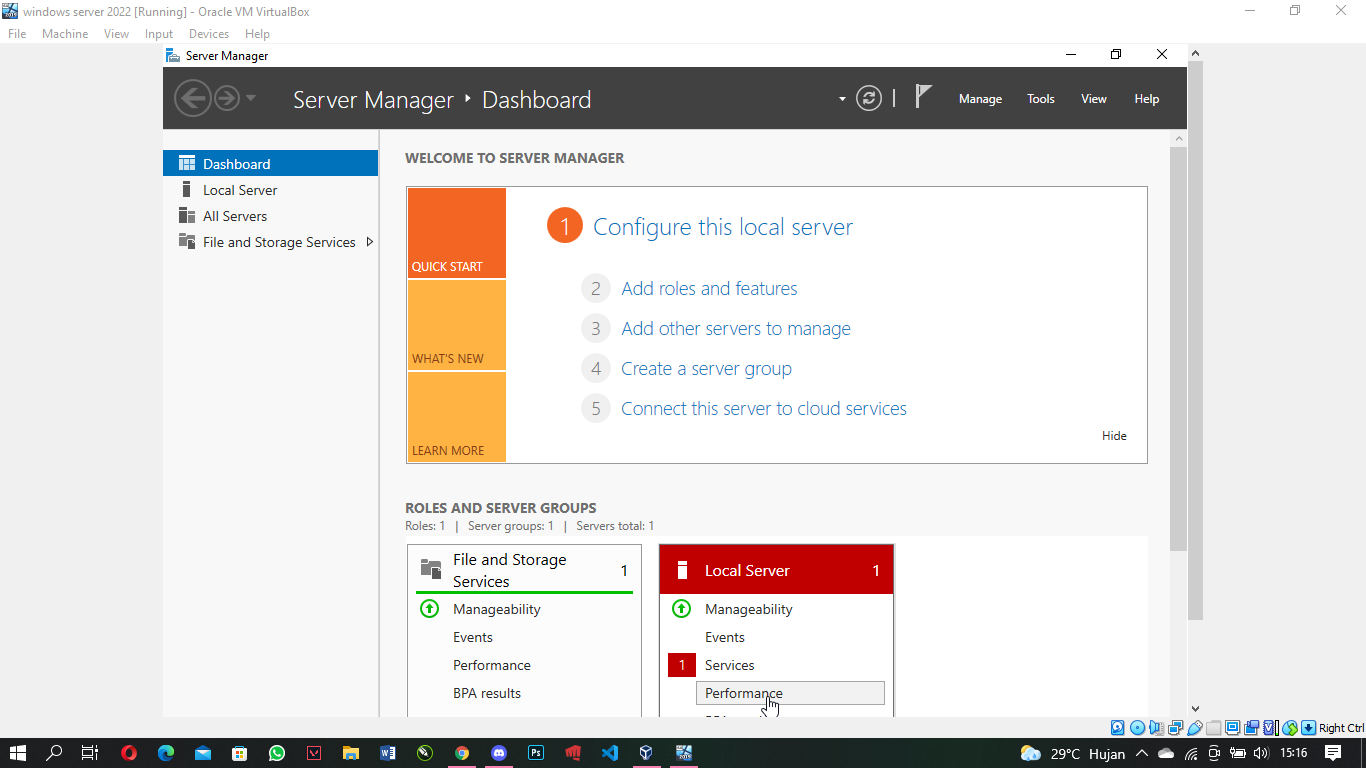 windows server 2022 [Running] - Oracle VM VirtualBox
File Machine View Input Devices Help
Server Manager
Server Manager Dashboard
Manage Tools View Help
Dashboard
Local Server
All Servers
File and Storage Services
WELCOME TO SERVER MANAGER
QUICK START
WHAT'S NEW
LEARN MORE
1 Configure this local server
2 Add roles and features
3 Add other servers to manage
4 Create a server group
5 Connect this server to cloud services
Hide
ROLES AND SERVER GROUPS
Roles: 1 | Server groups: 1 | Servers total: 1
File and Storage
Services 1
Manageability
Events
Performance
BPA results
Local Server 1
Manageability
Events
1 Services
Performance
Right Ctrl
29°C Hujan
15:16